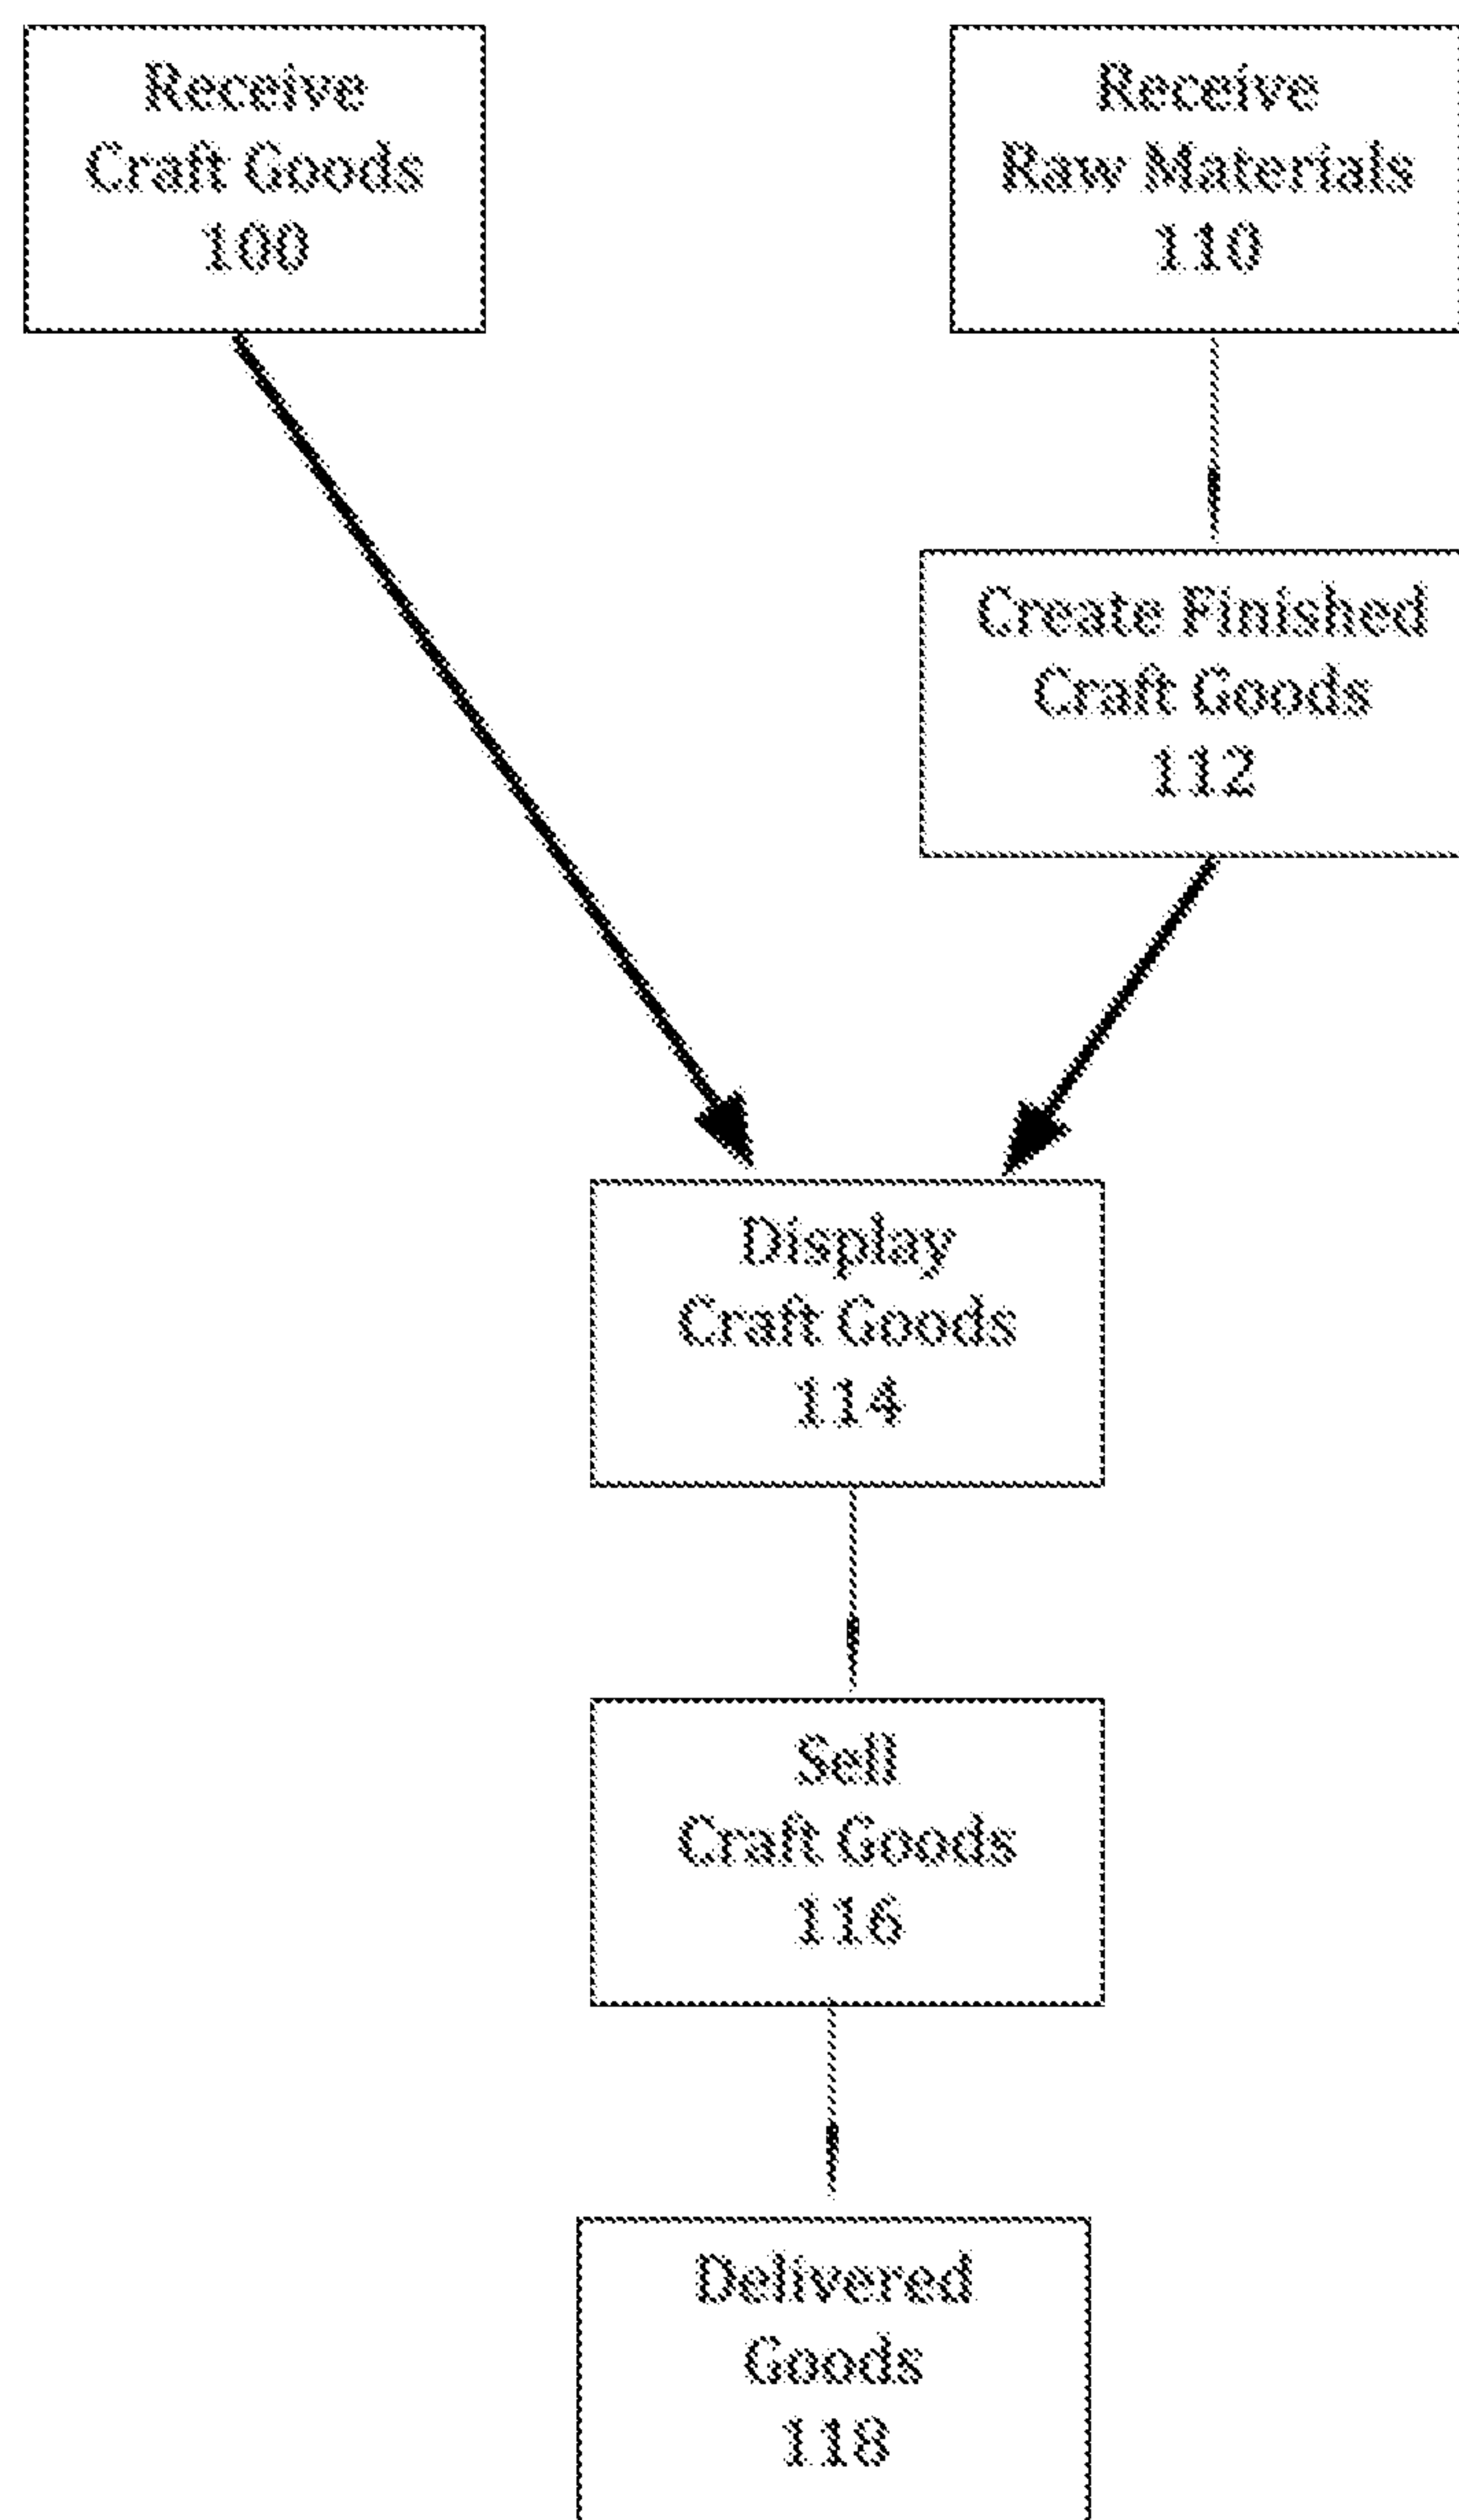 Receive
Craft Goods
100
Receive
Raw Materials
110
Create Finished
Craft Goods
112
Display
Craft Goods
114
Sell
Craft Goods
116
Delivered
Goods
118